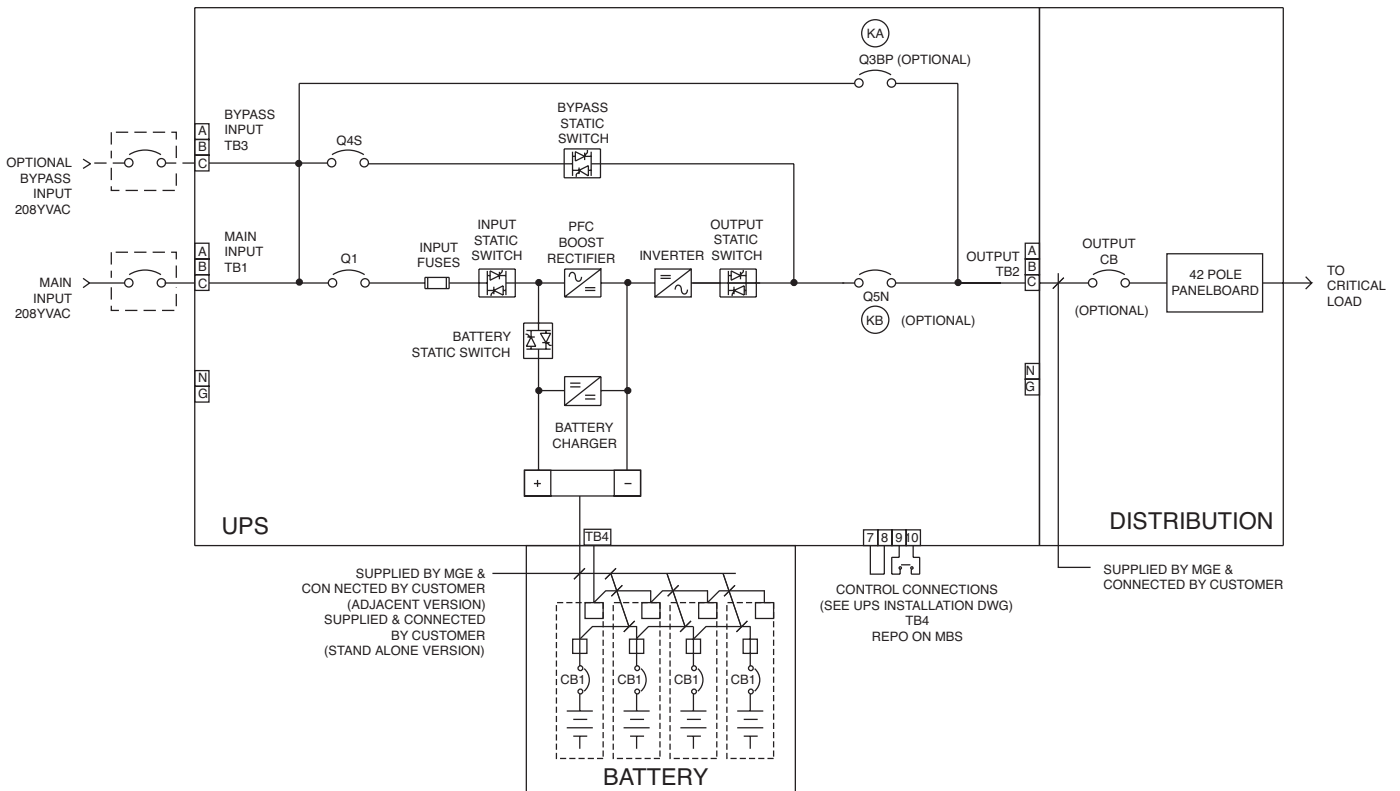 KA
Q3BP (OPTIONAL)
BYPASS
INPUT
TB3
A
B
C
Q4S
BYPASS
STATIC
SWITCH
OPTIONAL
BYPASS
INPUT
208YVAC
MAIN
INPUT
TB1
A
B
C
Q1
INPUT
FUSES
INPUT
STATIC
SWITCH
PFC
BOOST
RECTIFIER
INVERTER
OUTPUT
STATIC
SWITCH
MAIN
INPUT
208YVAC
Q5N
KB
(OPTIONAL)
OUTPUT
TB2
A
B
C
OUTPUT
CB
(OPTIONAL)
42 POLE
PANELBOARD
TO
CRITICAL
LOAD
BATTERY
STATIC SWITCH
N
G
N
G
BATTERY
CHARGER
+
−
UPS
DISTRIBUTION
TB4
7 8 9 10
SUPPLIED BY MGE &
CON NECTED BY CUSTOMER
(ADJACENT VERSION)
SUPPLIED & CONNECTED
BY CUSTOMER
(STAND ALONE VERSION)
CONTROL CONNECTIONS
(SEE UPS INSTALLATION DWG)
TB4
REPO ON MBS
SUPPLIED BY MGE &
CONNECTED BY CUSTOMER
CB1
CB1
CB1
CB1
BATTERY